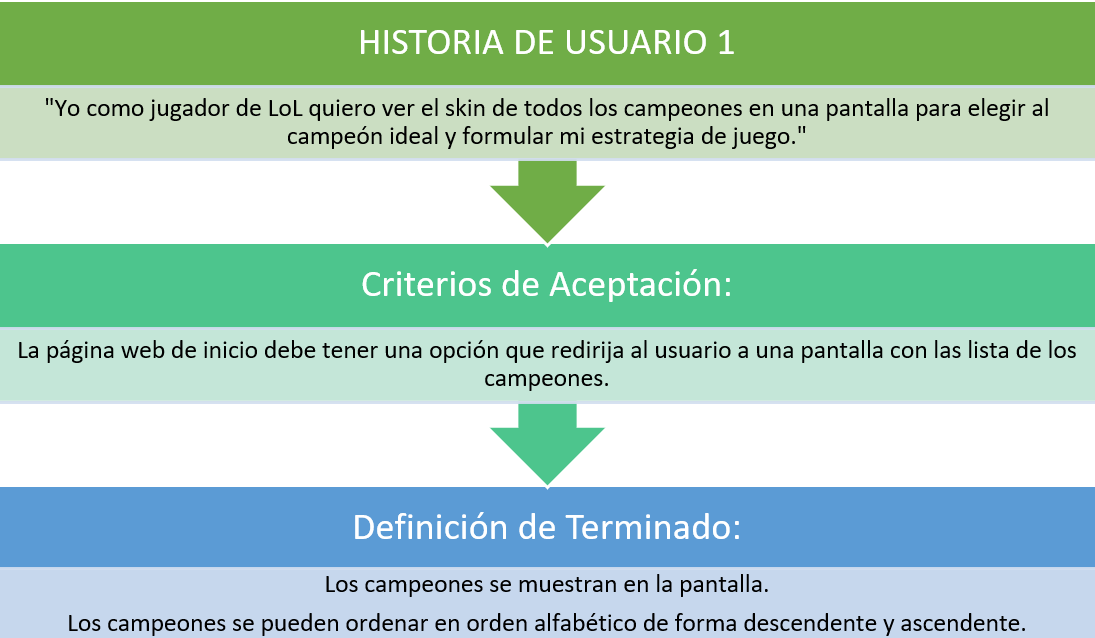 HISTORIA DE USUARIO 1
"Yo como jugador de LoL quiero ver el skin de todos los campeones en una pantalla para elegir al
campeón ideal y formular mi estrategia de juego."
Criterios de Aceptación:
La página web de inicio debe tener una opción que redirija al usuario a una pantalla con las lista de los
campeones.
Definición de Terminado:
Los campeones se muestran en la pantalla.
Los campeones se pueden ordenar en orden alfabético de forma descendente y ascendente.